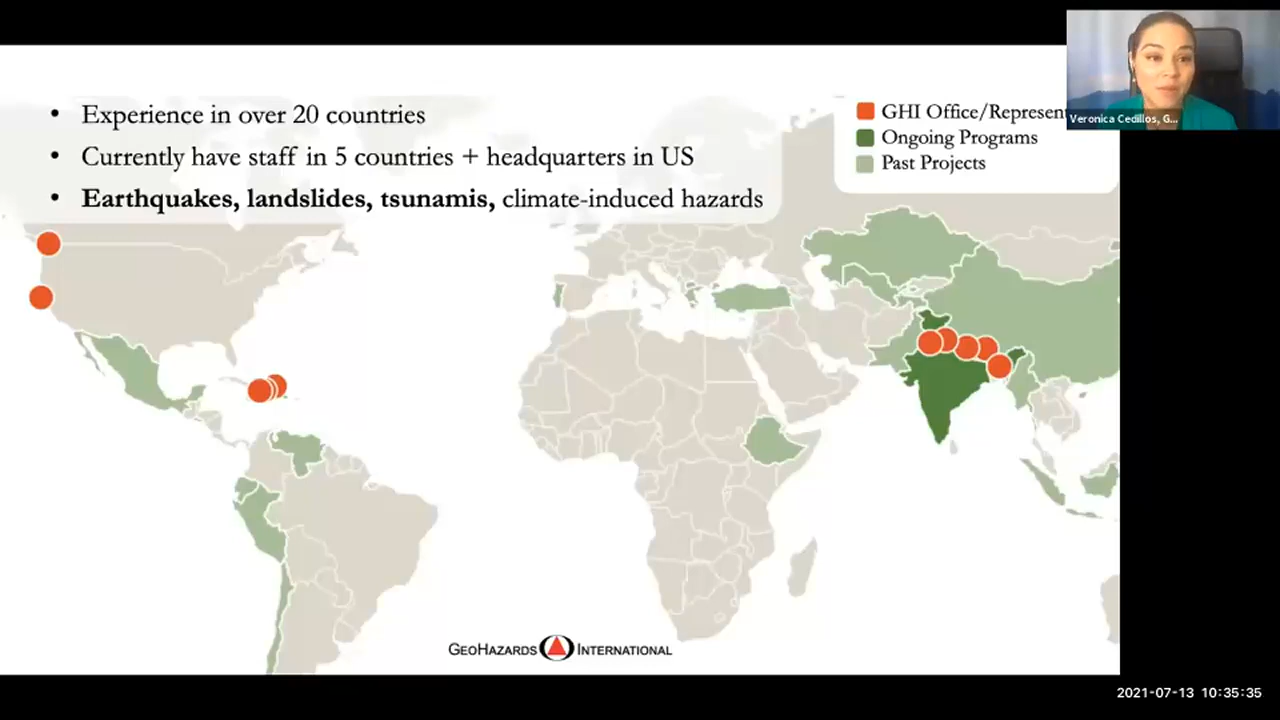 • Experience in over 20 countries
• Currently have staff in 5 countries + headquarters in US
• Earthquakes, landslides, tsunamis, climate-induced hazards
GHI Office/Represen
Ongoing Programs
Past Projects
Veronica Cedillos, G...
GEOHAZARDS INTERNATIONAL
2021-07-13 10:35:35